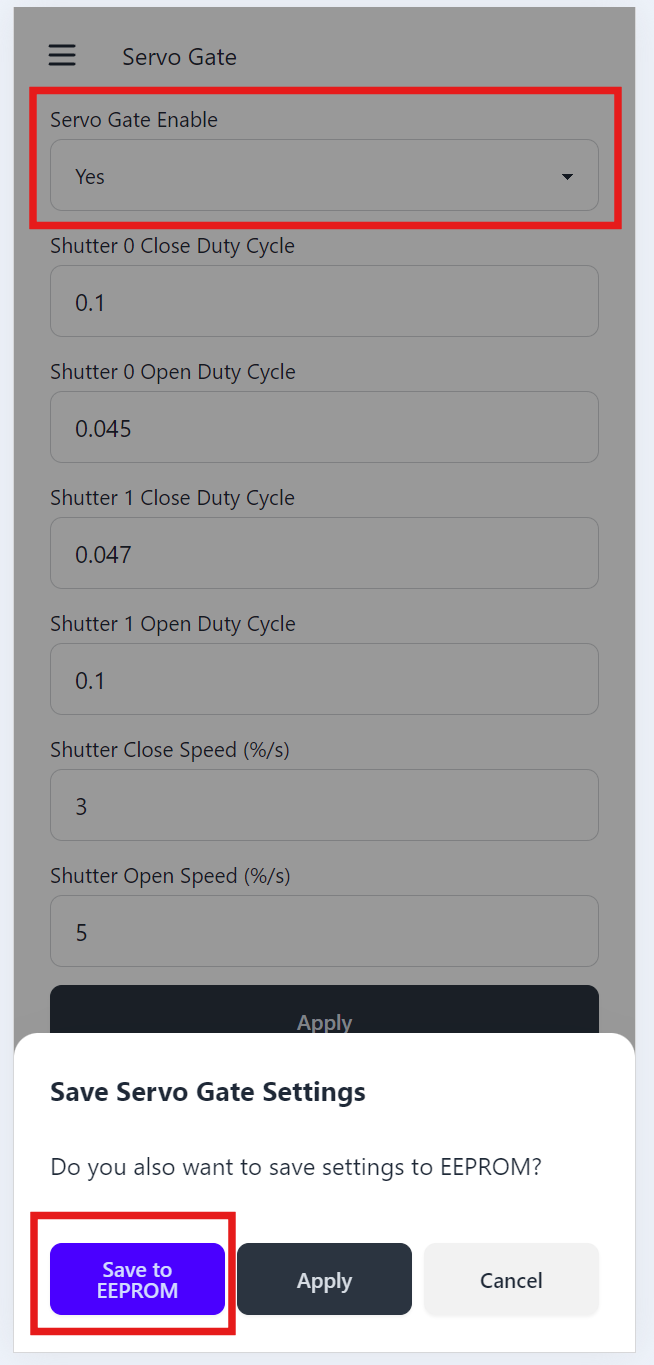 Servo Gate
Servo Gate Enable
Yes
Shutter 0 Close Duty Cycle
0.1
Shutter 0 Open Duty Cycle
0.045
Shutter 1 Close Duty Cycle
0.047
Shutter 1 Open Duty Cycle
0.1
Shutter Close Speed (%/s)
3
Shutter Open Speed (%/s)
5
Apply
Save Servo Gate Settings
Do you also want to save settings to EEPROM?
Save to
EEPROM
Apply
Cancel